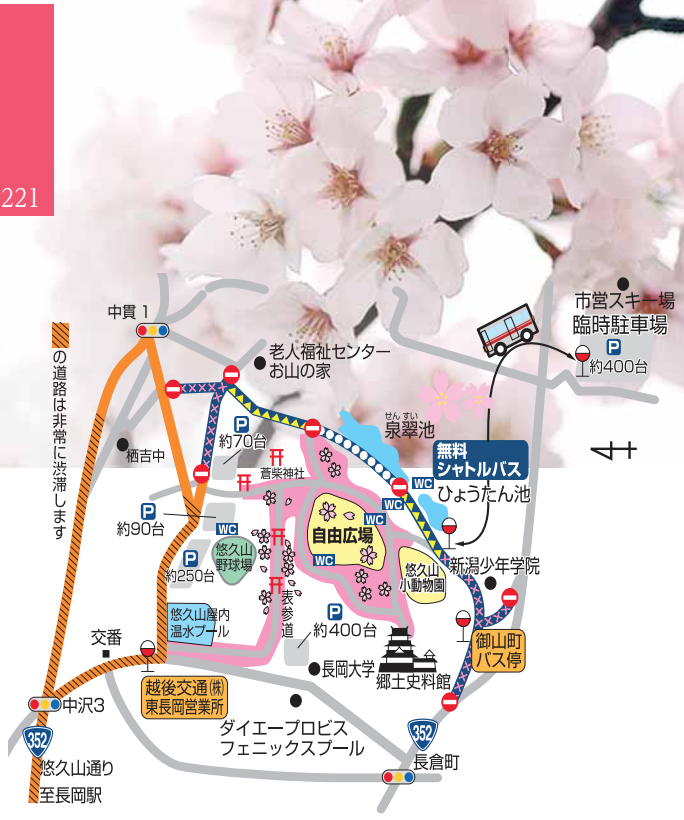 221
市営スキー場
臨時駐車場
P
約400台
中貫1
老人福祉センター
お山の家
せんすい
泉翠池
の道路は非常に渋滞します
栖吉中
P
約70台
蒼柴神社
無料
シャトルバス
WC
ひょうたん池
WC
P
約90台
WC
WC
自由広場
WC
悠久山
野球場
P
約250台
悠久山
小動物園
新潟少年学院
表参道
悠久山屋内
温水プール
P
約400台
交番
御山町
バス停
長岡大学
郷土史料館
越後交通㈱
東長岡営業所
中沢3
ダイエープロビス
フェニックスプール
352
352
悠久山通り
至長岡駅
長倉町